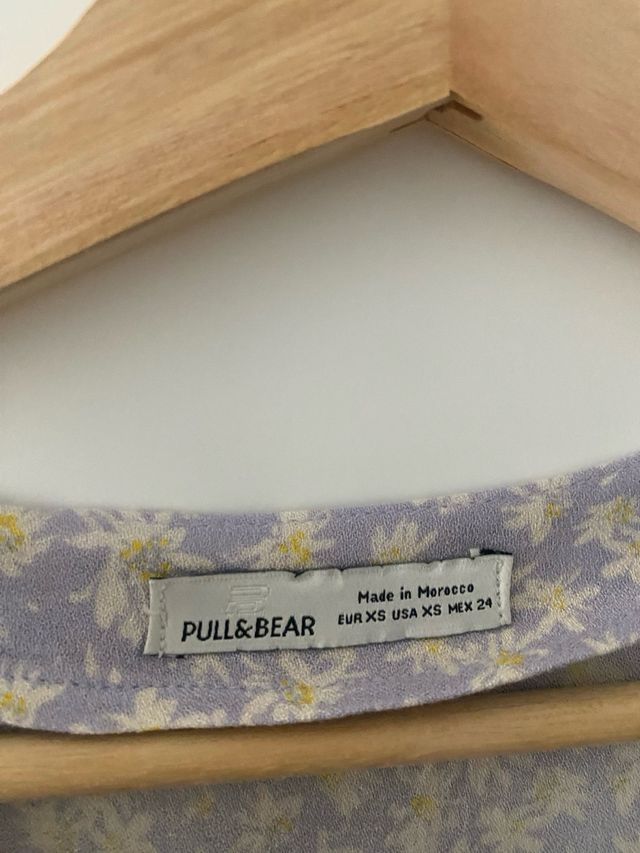 PULL&BEAR
Made in Morocco
EUR XS USA XS MEX 24